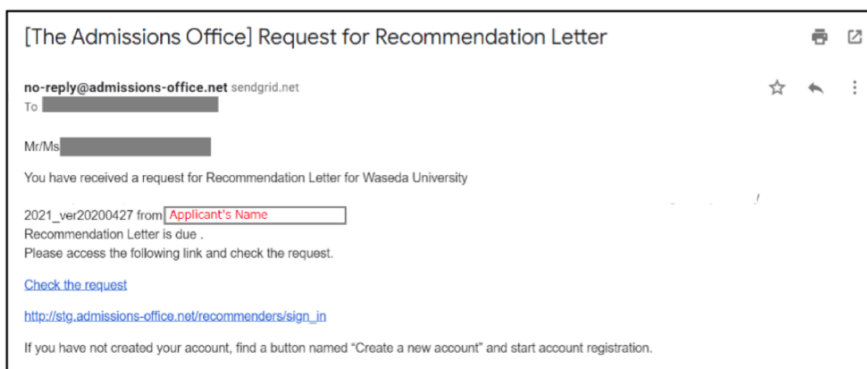 [The Admissions Office] Request for Recommendation Letter
no-reply@admissions-office.net sendgrid.net
To
Mr/Ms
You have received a request for Recommendation Letter for Waseda University
2021_ver20200427 from Applicant's Name
Recommendation Letter is due .
Please access the following link and check the request.
Check the request
http://stg.admissions-office.net/recommenders/sign_in
If you have not created your account, find a button named “Create a new account” and start account registration.